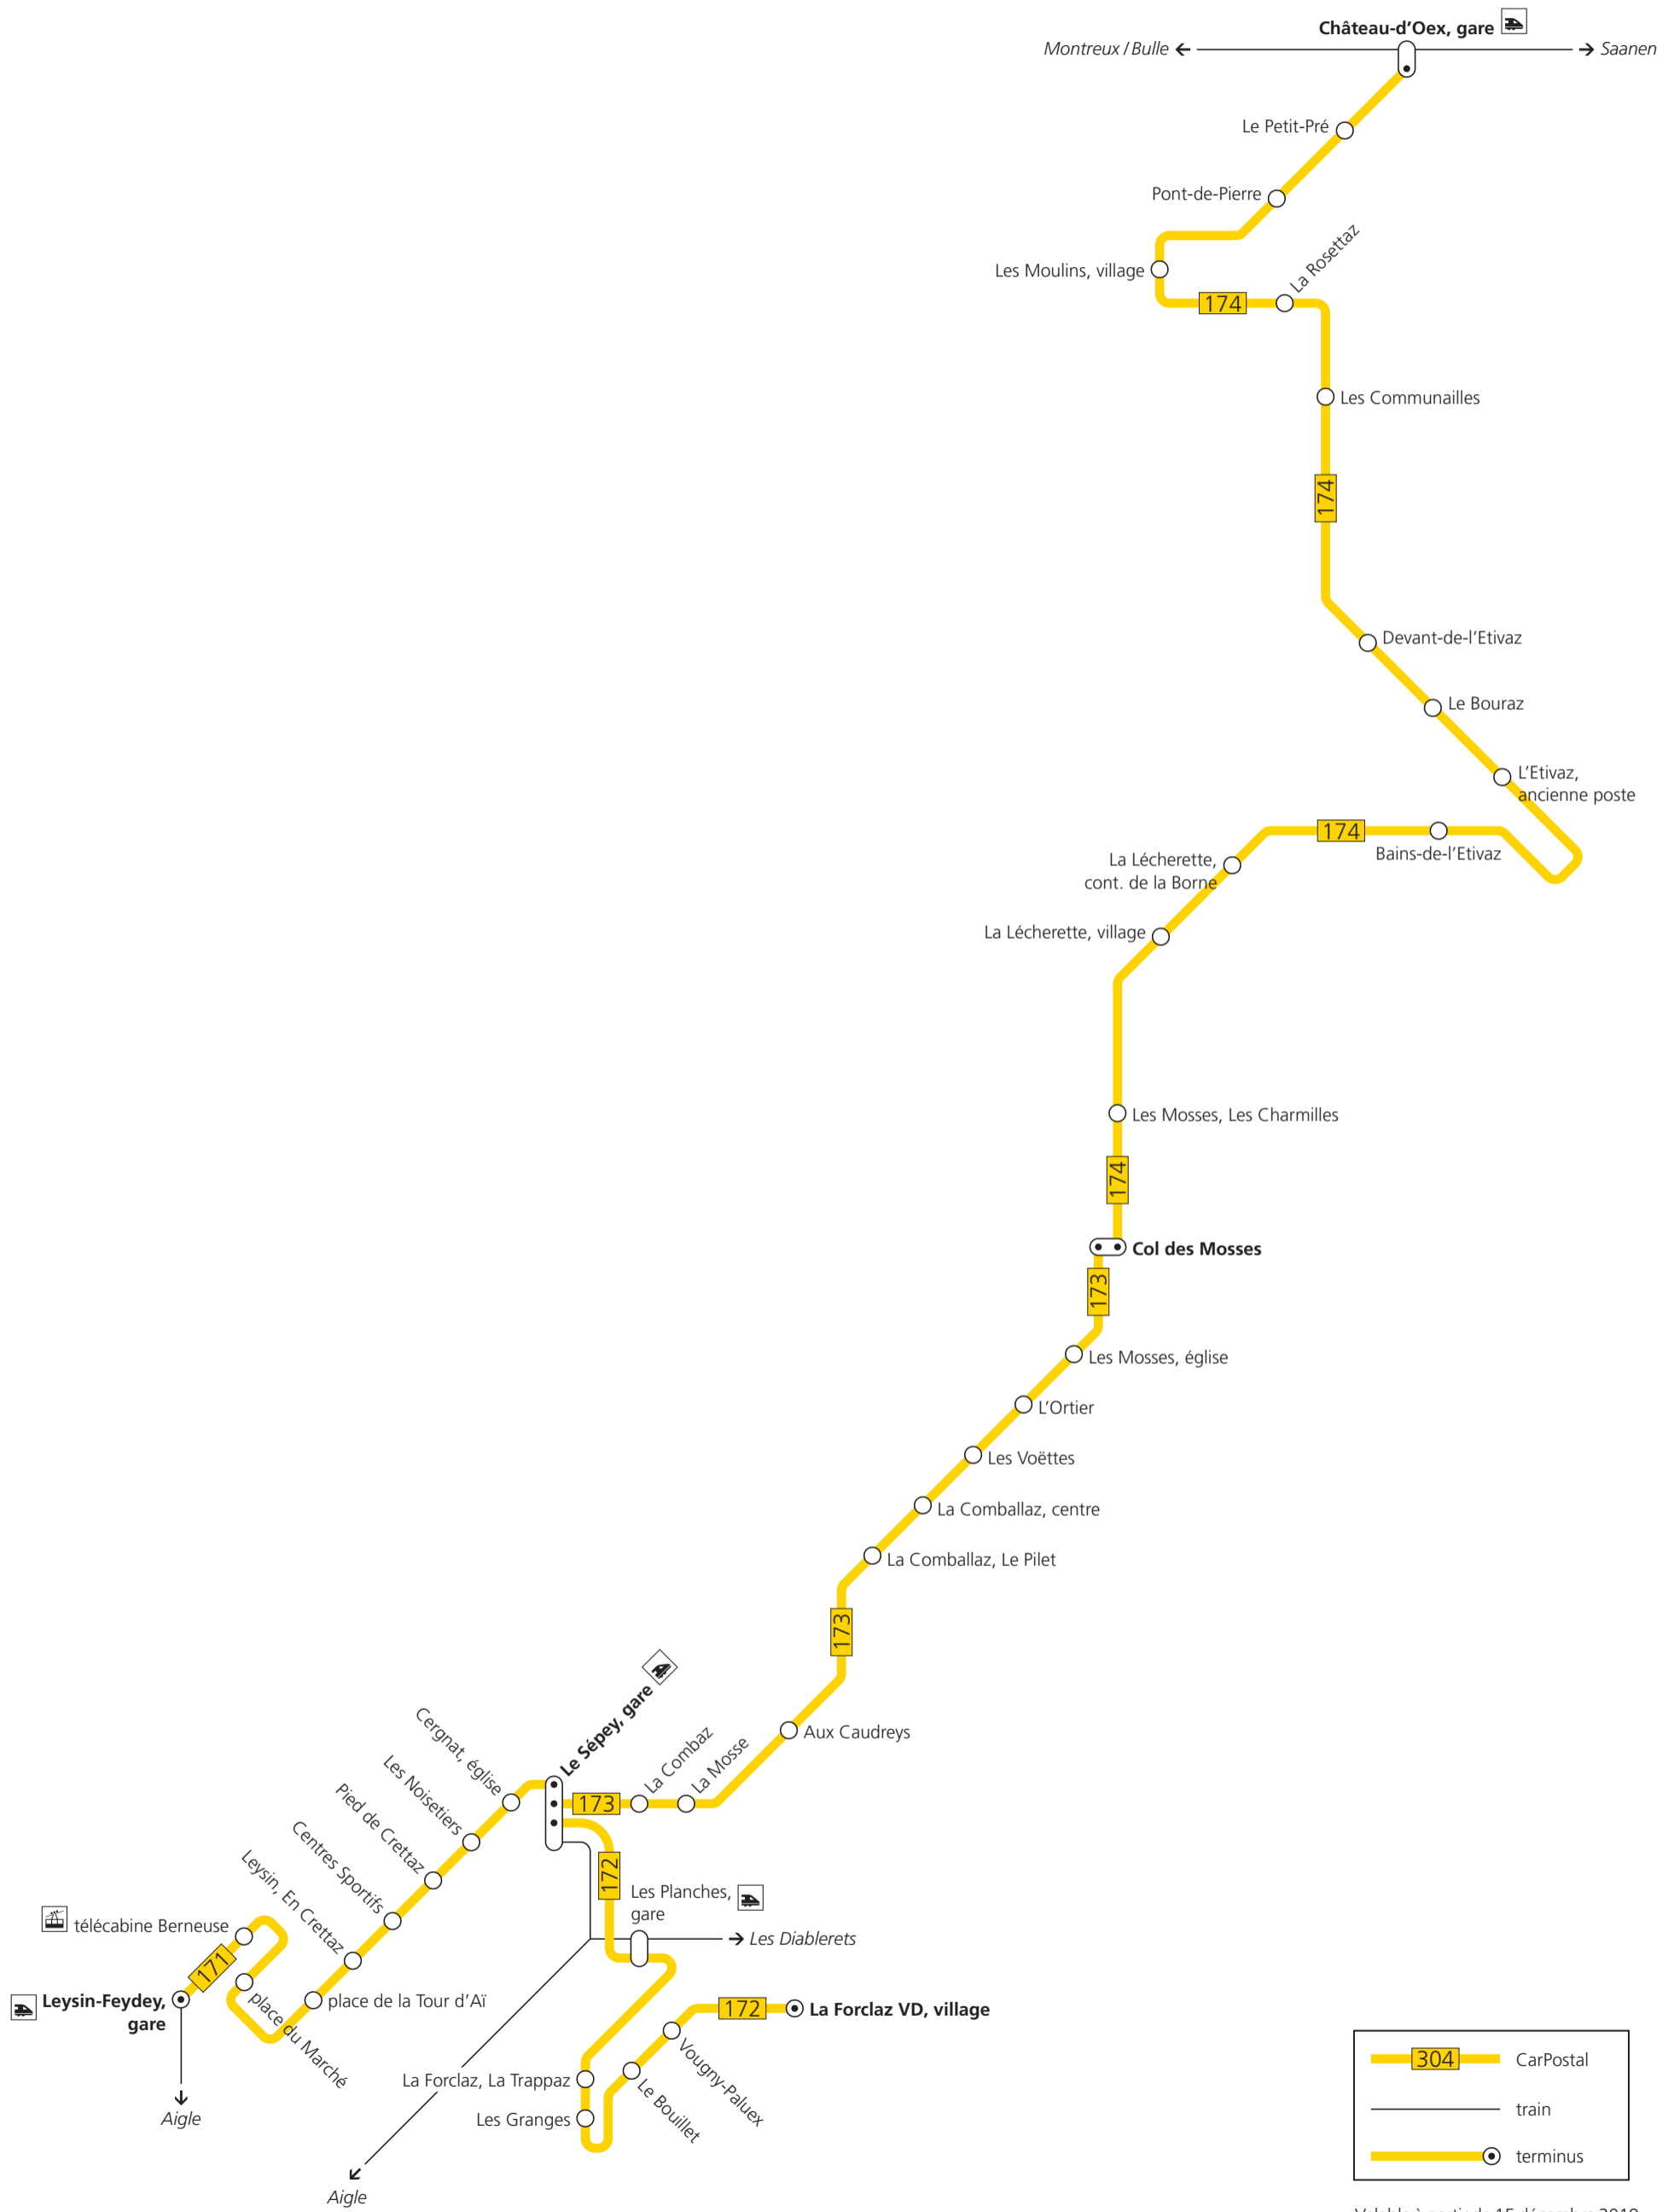 Château-d'Oex, gare
Montreux / Bulle
Saanen
Le Petit-Pré
Pont-de-Pierre
La Rosettaz
Les Moulins, village
174
Les Communailles
174
Devant-de-l'Etivaz
Le Bouraz
L'Etivaz,
ancienne poste
174
Bains-de-l'Etivaz
La Lécherette,
cont. de la Borne
La Lécherette, village
Les Mosses, Les Charmilles
174
Col des Mosses
173
Les Mosses, église
L'Ortier
Les Voëttes
La Comballaz, centre
La Comballaz, Le Pilet
173
Aux Caudreys
La Mosse
La Combaz
173
Le Sépey, gare
Cergnat, église
Les Noisetiers
Pied de Crettaz
Centres Sportifs
Leysin, En Crettaz
place de la Tour d'Aï
place du Marché
télécabine Berneuse
171
Leysin-Feydey,
gare
Aigle
172
Les Planches,
gare
Les Diablerets
172
La Forclaz VD, village
Vougny-Paluex
Le Bouillet
La Forclaz, La Trappaz
Les Granges
Aigle
304
CarPostal
train
terminus